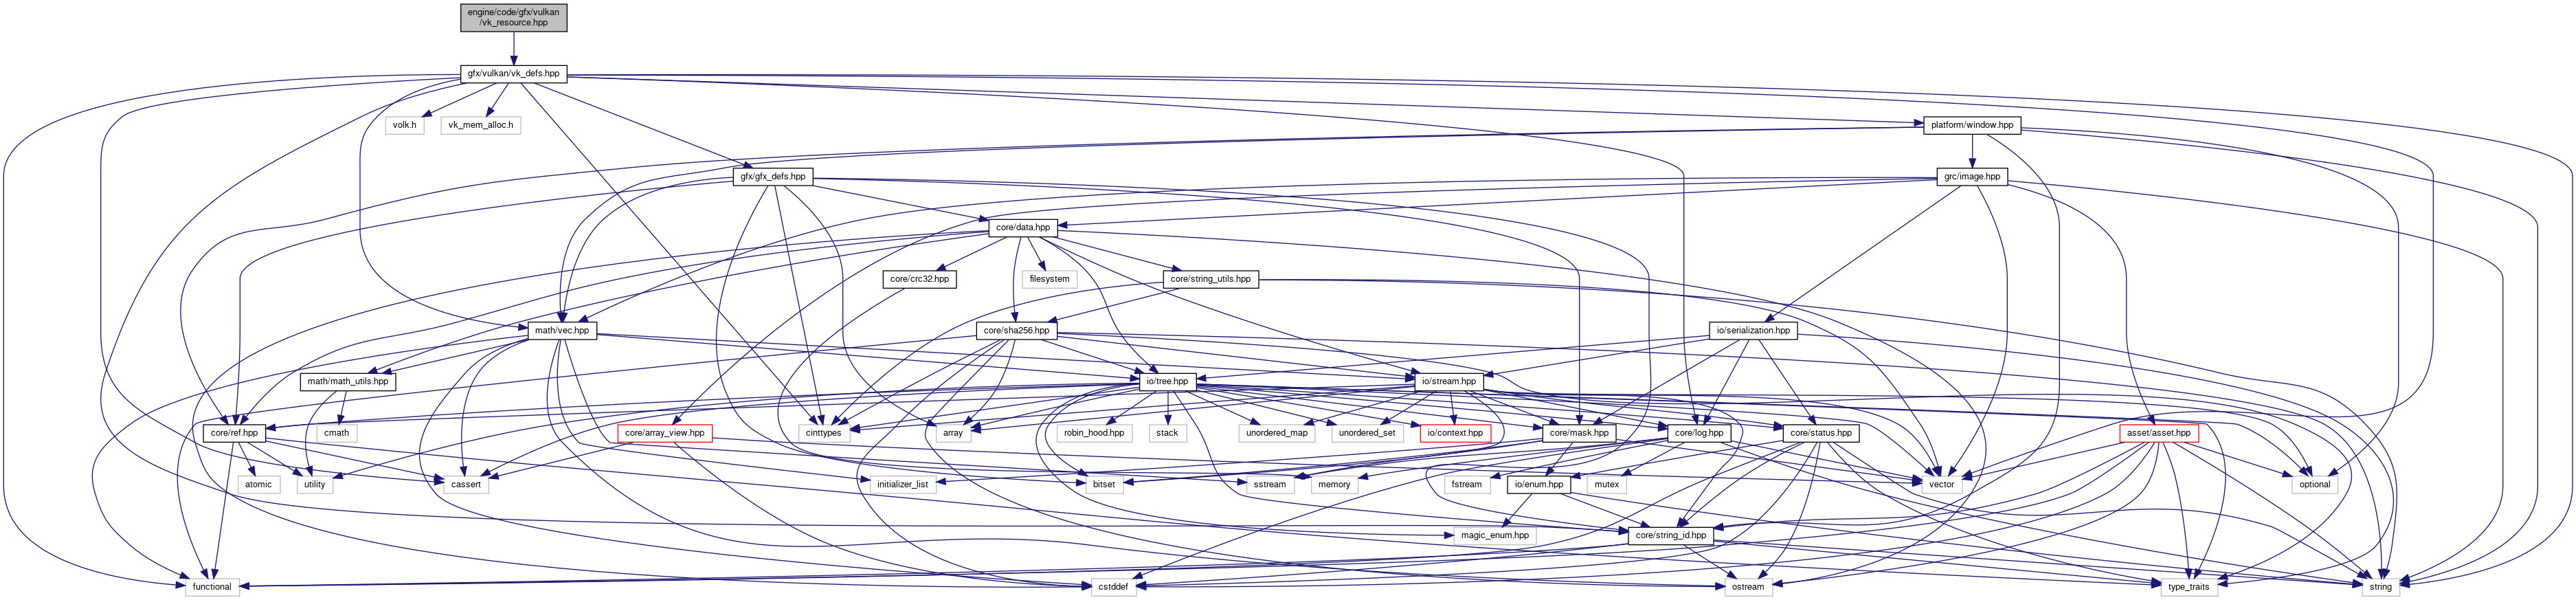 engine/code/gfx/vulkan
/vk_resource.hpp
gfx/vulkan/vk_defs.hpp
volk.h
vk_mem_alloc.h
platform/window.hpp
gfx/gfx_defs.hpp
grc/image.hpp
core/data.hpp
core/crc32.hpp
filesystem
core/string_utils.hpp
math/vec.hpp
core/sha256.hpp
io/serialization.hpp
math/math_utils.hpp
io/tree.hpp
io/stream.hpp
core/ref.hpp
cmath
core/array_view.hpp
cinttypes
array
robin_hood.hpp
stack
unordered_map
unordered_set
io/context.hpp
core/mask.hpp
core/log.hpp
core/status.hpp
asset/asset.hpp
atomic
utility
cassert
initializer_list
bitset
sstream
memory
fstream
io/enum.hpp
mutex
vector
optional
magic_enum.hpp
core/string_id.hpp
functional
cstddef
ostream
type_traits
string